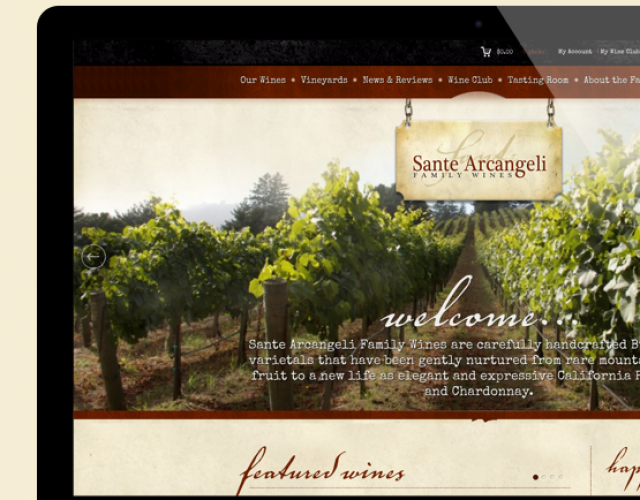 $0.00 My Account My Wine Club
Our Wines • Vineyards • News & Reviews • Wine Club • Tasting Room • About the Fa
Sante Arcangeli
FAMILY WINES
welcome...
Sante Arcangeli Family Wines are carefully handcrafted B
varietals that have been gently nurtured from rare mounta
fruit to a new life as elegant and expressive California
and Chardonnay.
featured wines
hap